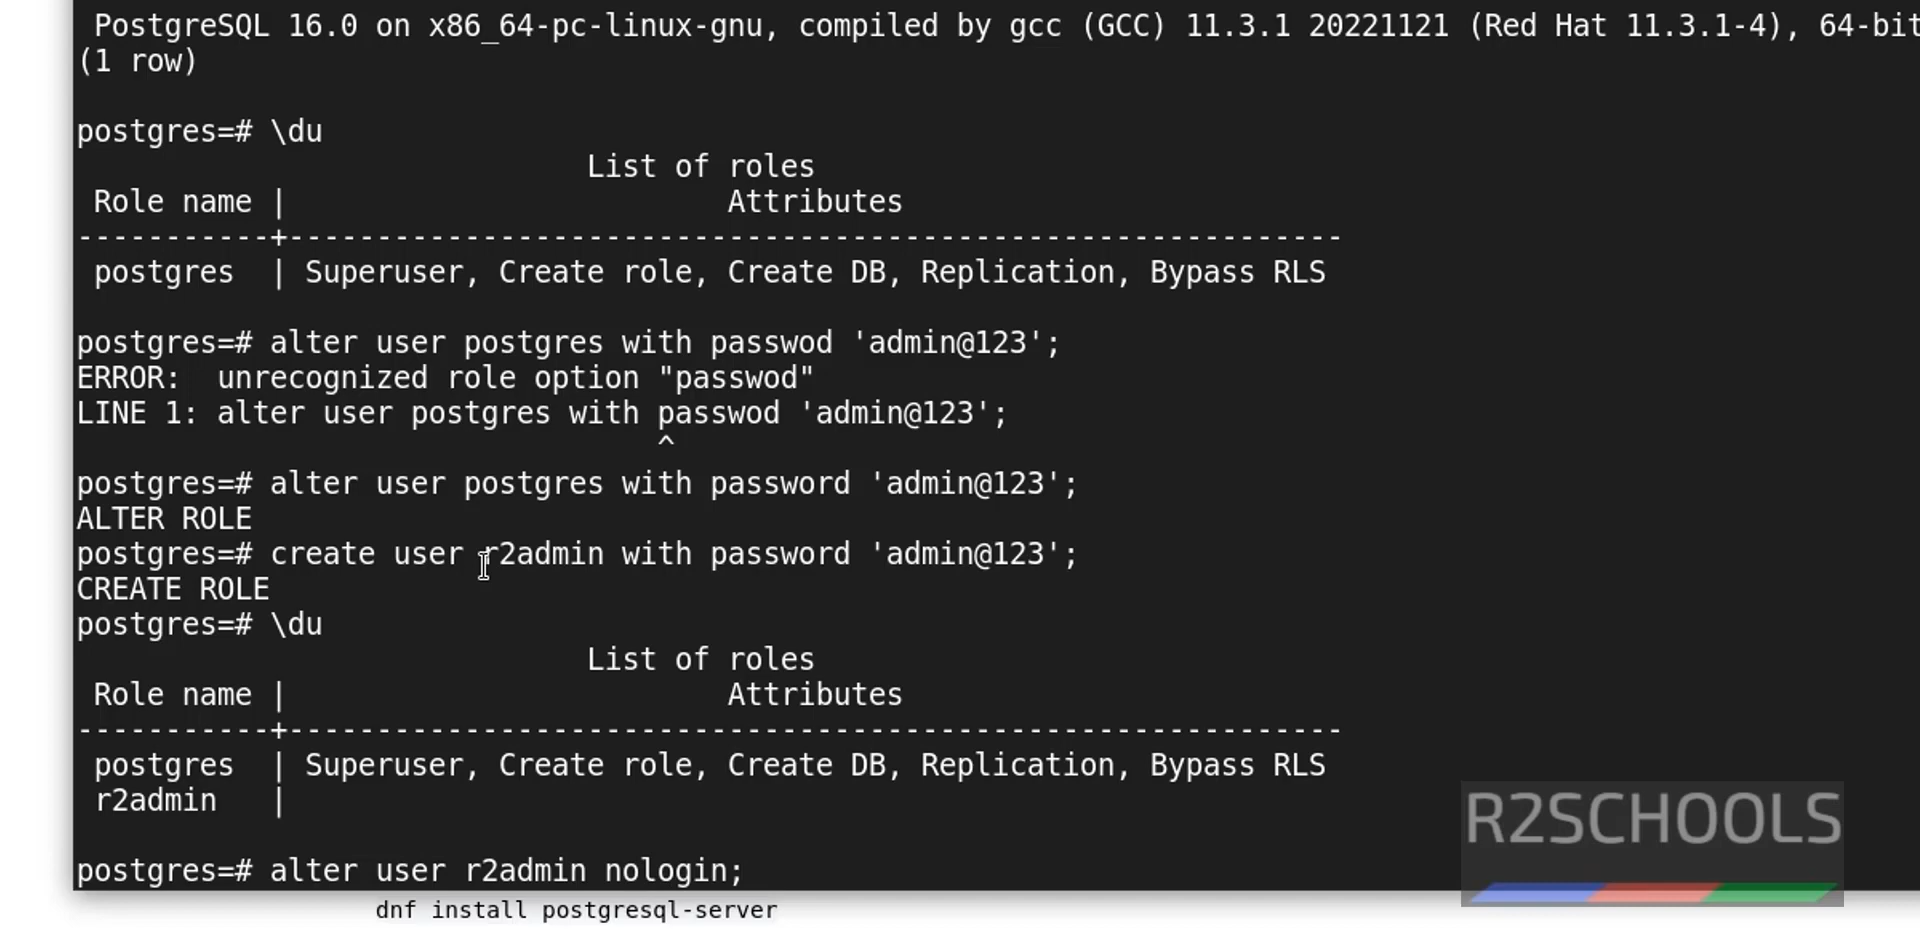 PostgreSQL 16.0 on x86_64-pc-linux-gnu, compiled by gcc (GCC) 11.3.1 20221121 (Red Hat 11.3.1-4), 64-bit
(1 row)
postgres=# \du
List of roles
Role name | Attributes
-----------+------------------------------------------------------------
postgres | Superuser, Create role, Create DB, Replication, Bypass RLS
postgres=# alter user postgres with passwod 'admin@123';
ERROR: unrecognized role option "passwod"
LINE 1: alter user postgres with passwod 'admin@123';
^
postgres=# alter user postgres with password 'admin@123';
ALTER ROLE
postgres=# create user r2admin with password 'admin@123';
CREATE ROLE
postgres=# \du
List of roles
Role name | Attributes
-----------+------------------------------------------------------------
postgres | Superuser, Create role, Create DB, Replication, Bypass RLS
r2admin |
postgres=# alter user r2admin nologin;
R2SCHOOLS
dnf install postgresql-server